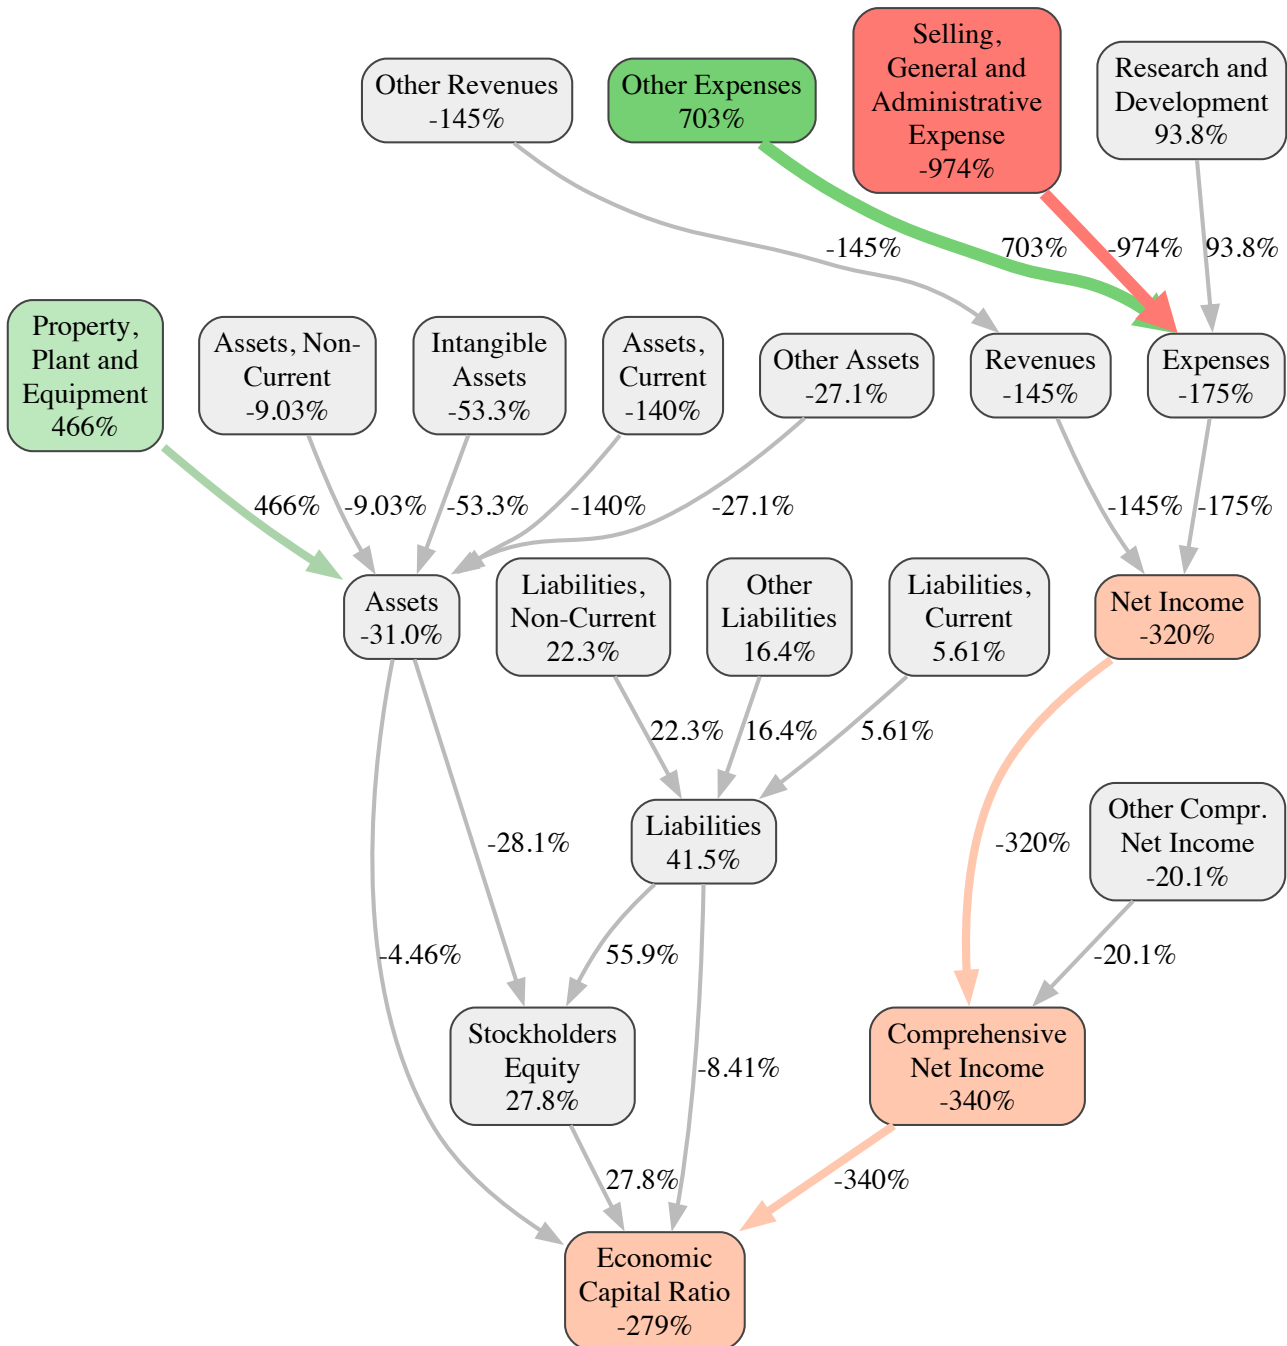 Other Revenues
-145%
Other Expenses
703%
Selling,
General and
Administrative
Expense
-974%
Research and
Development
93.8%
-145%
703%
-974%
93.8%
Property,
Plant and
Equipment
466%
Assets, Non-
Current
-9.03%
Intangible
Assets
-53.3%
Assets,
Current
-140%
Other Assets
-27.1%
Revenues
-145%
Expenses
-175%
466%
-9.03%
-53.3%
-140%
-27.1%
-145%
-175%
Assets
-31.0%
Liabilities,
Non-Current
22.3%
Other
Liabilities
16.4%
Liabilities,
Current
5.61%
Net Income
-320%
22.3%
16.4%
5.61%
Liabilities
41.5%
-28.1%
-320%
Other Compr.
Net Income
-20.1%
-4.46%
55.9%
-20.1%
Stockholders
Equity
27.8%
-8.41%
Comprehensive
Net Income
-340%
27.8%
-340%
Economic
Capital Ratio
-279%